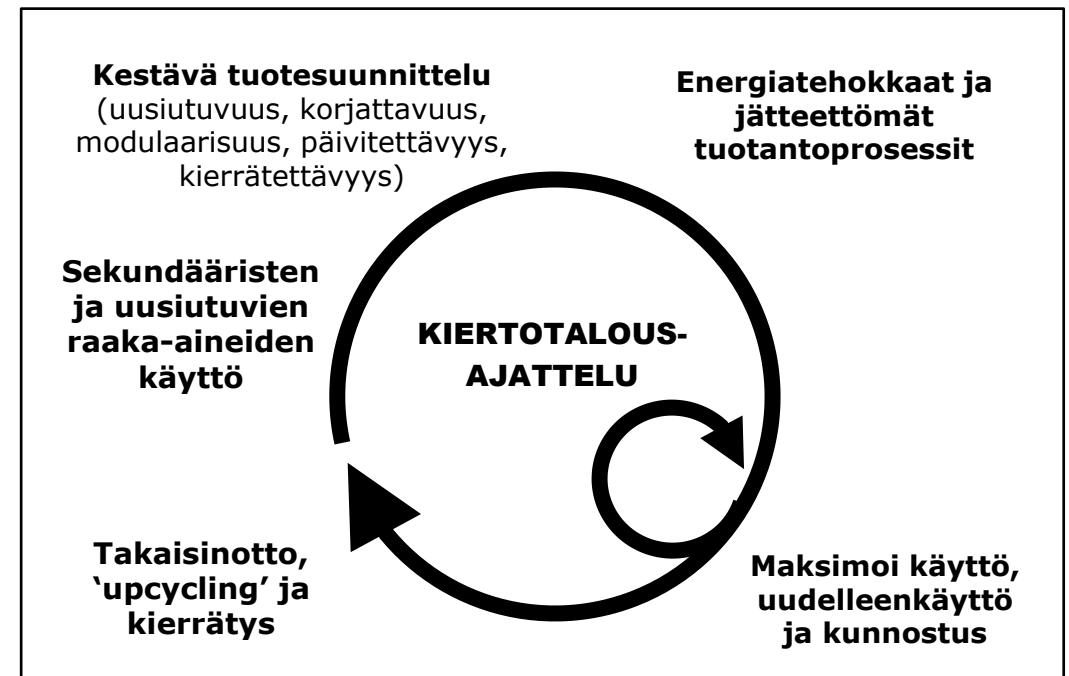 Kestävä tuotesuunnittelu
(uusiutuvuus, korjattavuus,
modulaarisuus, päivitettävyys,
kierrätettävyys)
Energiatehokkaat ja
jätteettömät
tuotantoprosessit
Sekundääristen
ja uusiutuvien
raaka-aineiden
käyttö
KIERTOTALOUS-
AJATTELU
Takaisinotto,
‘upcycling’ ja
kierrätys
Maksimoi käyttö,
uudelleenkäyttö
ja kunnostus